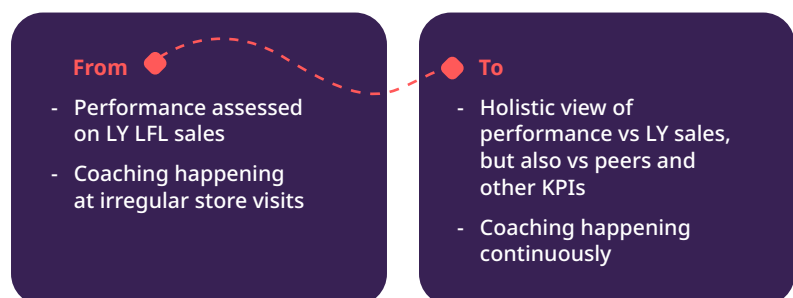 From
- Performance assessed
on LY LFL sales
- Coaching happening
at irregular store visits
To
- Holistic view of
performance vs LY sales,
but also vs peers and
other KPIs
- Coaching happening
continuously